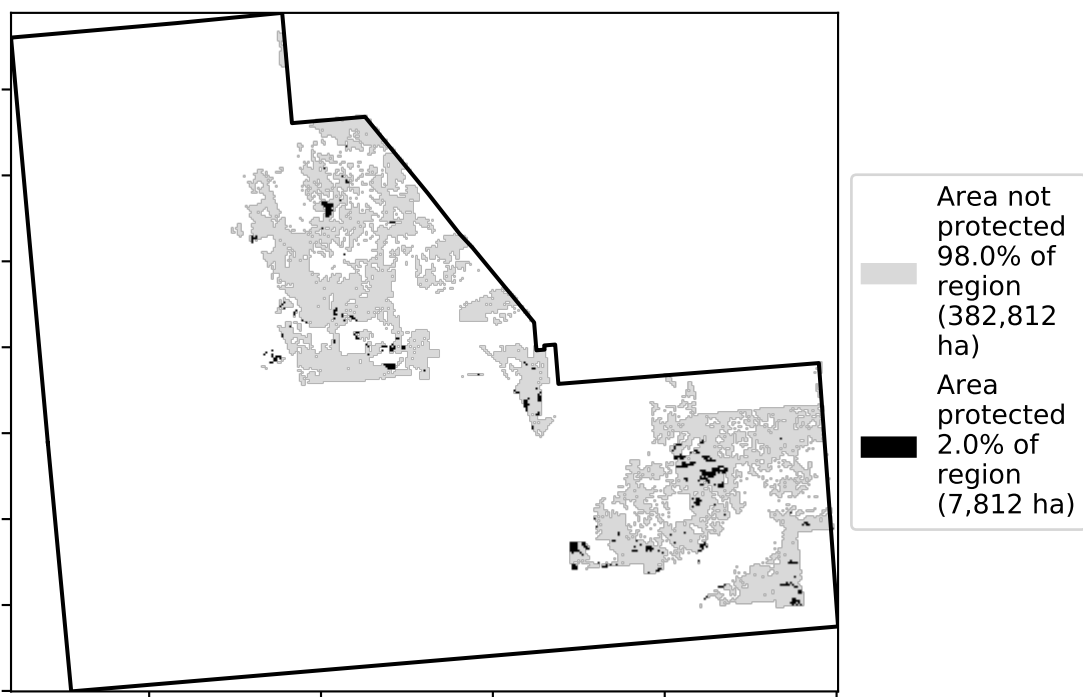 Area not
protected
98.0% of
region
(382,812
ha)
Area
protected
2.0% of
region
(7,812 ha)